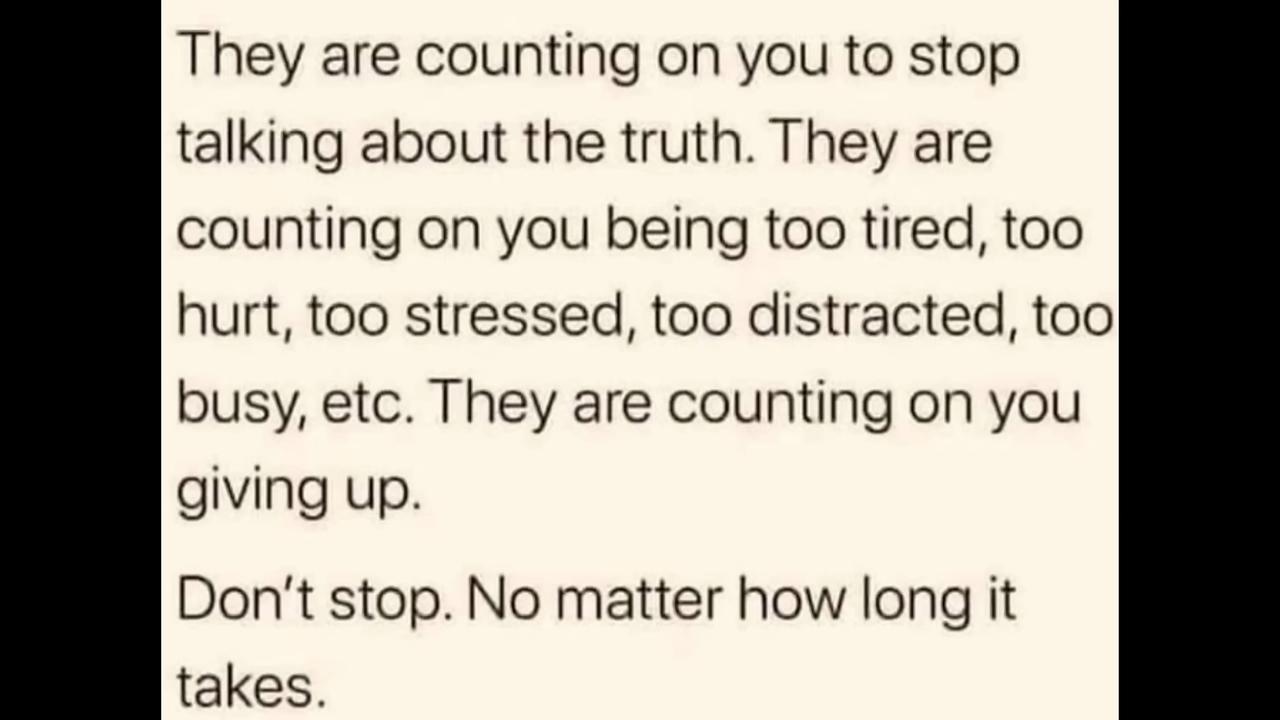 They are counting on you to stop
talking about the truth. They are
counting on you being too tired, too
hurt, too stressed, too distracted, too
busy, etc. They are counting on you
giving up.
Don't stop. No matter how long it
takes.